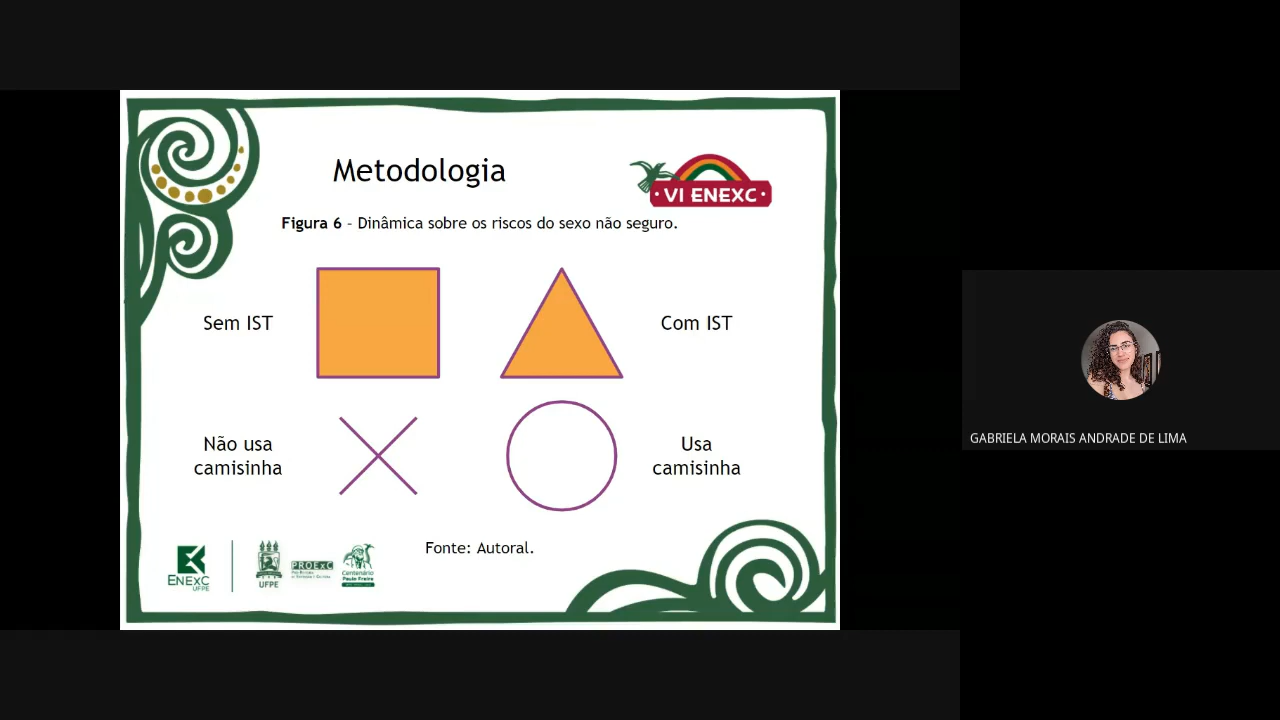 Metodologia
· VI ENEXC ·
Figura 6 - Dinâmica sobre os riscos do sexo não seguro.
Sem IST
Com IST
Não usa
camisinha
Usa
camisinha
Fonte: Autoral.
ENEXC
UFPE
UFPE
PROExC
Centenário
Paulo Freire
GABRIELA MORAIS ANDRADE DE LIMA